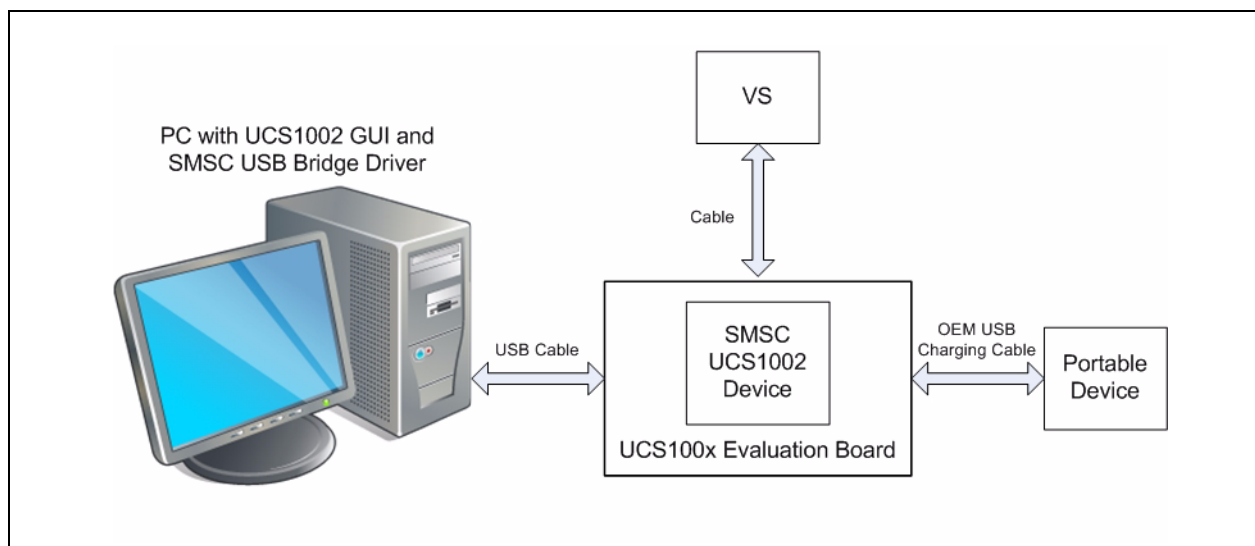 PC with UCS1002 GUI and
SMSC USB Bridge Driver
VS
Cable
USB Cable
SMSC
UCS1002
Device
UCS100x Evaluation Board
OEM USB
Charging Cable
Portable
Device